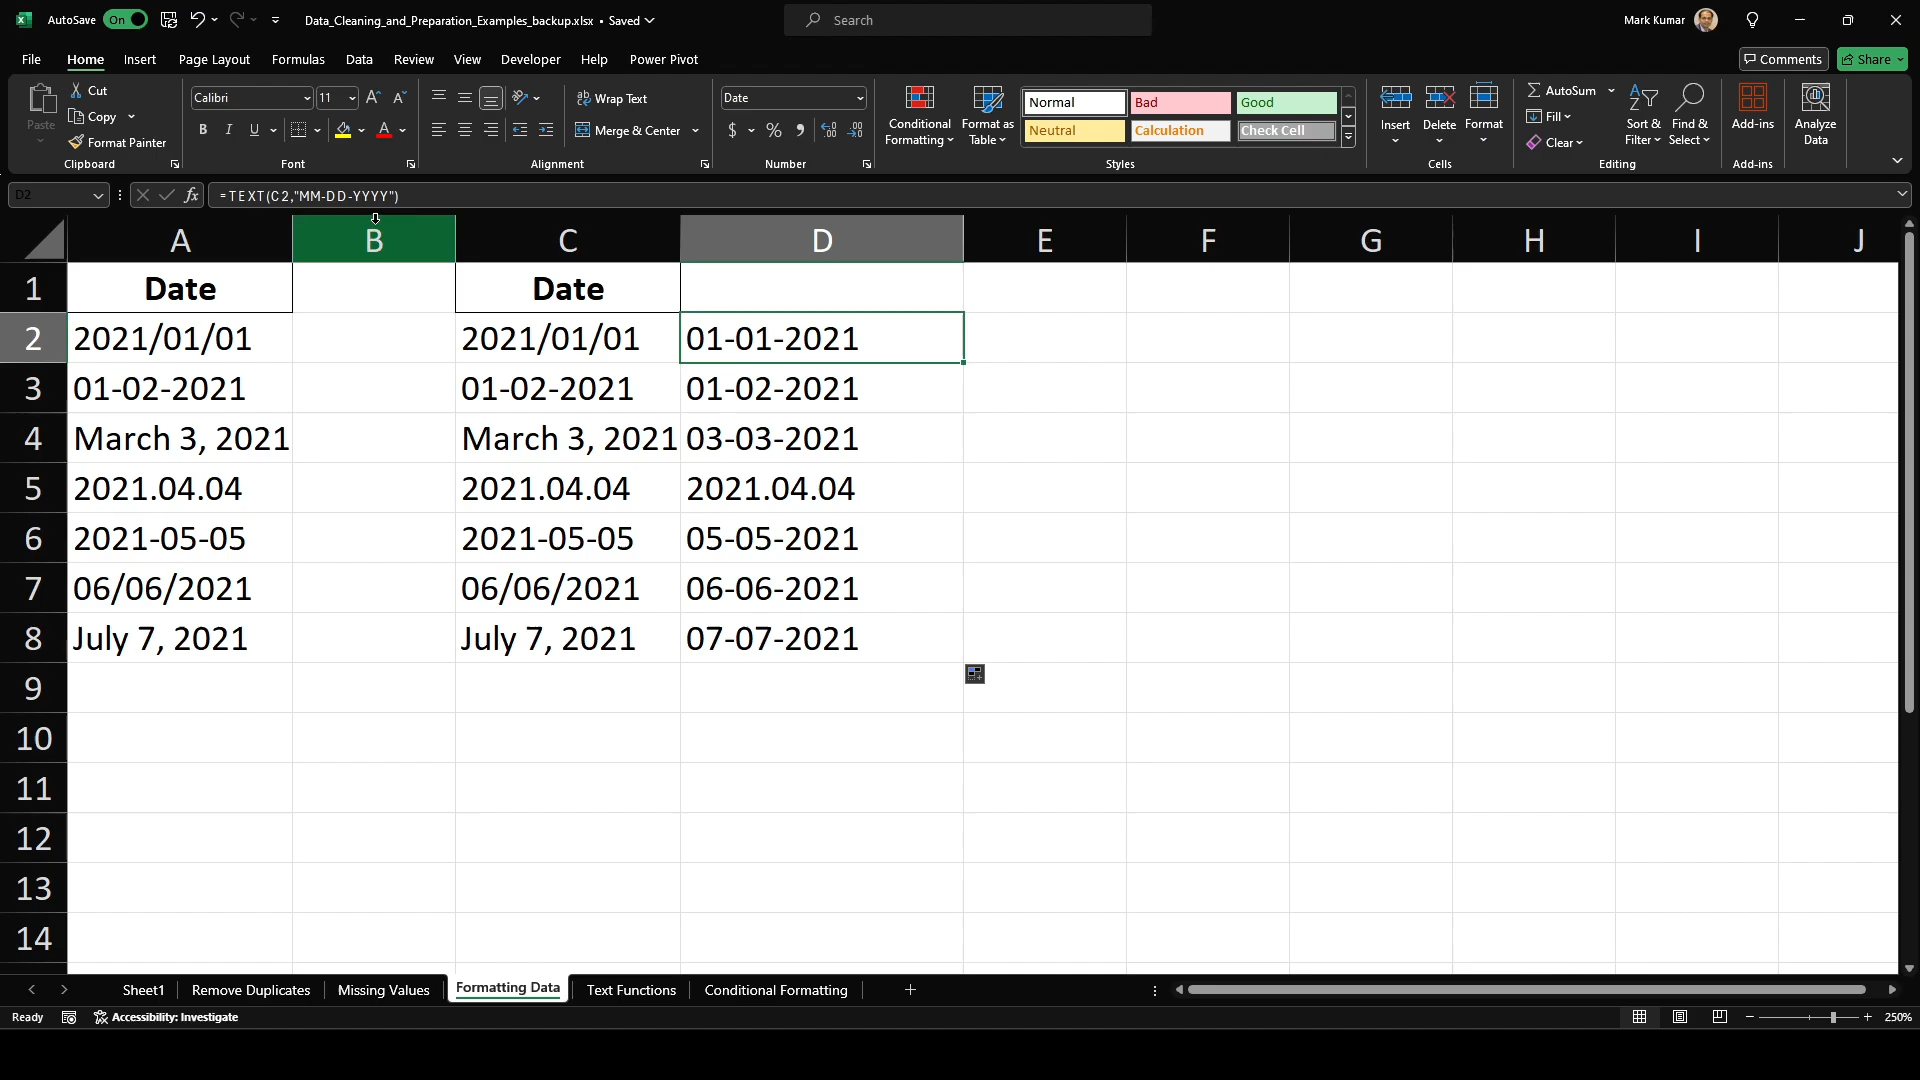 AutoSave On Data_Cleaning_and_Preparation_Examples_backup.xlsx • Saved Search Mark Kumar
File Home Insert Page Layout Formulas Data Review View Developer Help Power Pivot Comments Share
Paste Cut Copy Format Painter Clipboard
Calibri 11 B I U A Font
Wrap Text Merge & Center Alignment
Date $ % , Number
Conditional Formatting Format as Table
Normal Bad Good
Neutral Calculation Check Cell
Styles
Insert Delete Format Cells
AutoSum Fill Clear Sort & Filter Find & Select Editing
Add-ins Add-ins
Analyze Data
D2 fx =TEXT(C2,"MM-DD-YYYY")
A B C D E F G H I J
1 Date Date
2 2021/01/01 2021/01/01 01-01-2021
3 01-02-2021 01-02-2021 01-02-2021
4 March 3, 2021 March 3, 2021 03-03-2021
5 2021.04.04 2021.04.04 2021.04.04
6 2021-05-05 2021-05-05 05-05-2021
7 06/06/2021 06/06/2021 06-06-2021
8 July 7, 2021 July 7, 2021 07-07-2021
9
10
11
12
13
14
Sheet1 Remove Duplicates Missing Values Formatting Data Text Functions Conditional Formatting
Ready Accessibility: Investigate 250%